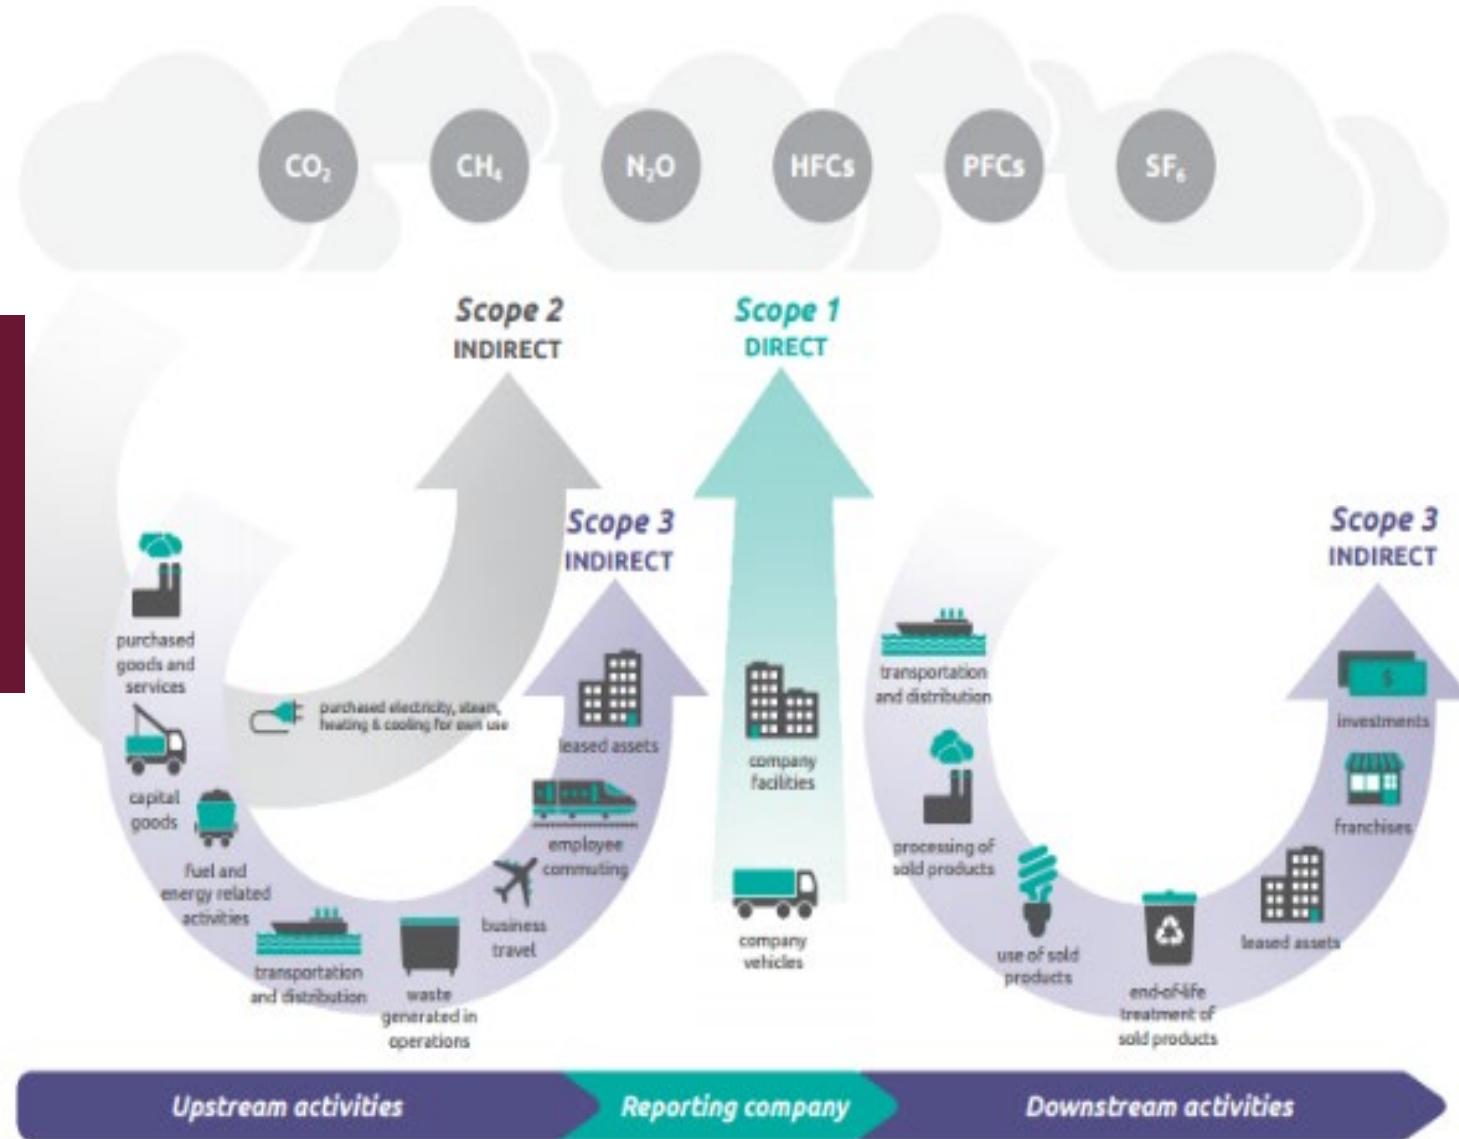 CO₂
CH₄
N₂O
HFCs
PFCs
SF₆
Scope 2
INDIRECT
Scope 1
DIRECT
Scope 3
INDIRECT
Scope 3
INDIRECT
purchased
goods and
services
capital
goods
fuel and
energy related
activities
transportation
and distribution
waste
generated in
operations
business
travel
employee
commuting
leased assets
purchased electricity, steam,
heating & cooling for own use
company
facilities
company
vehicles
transportation
and distribution
processing of
sold products
use of sold
products
end-of-life
treatment of
sold products
leased assets
franchises
investments
$
Upstream activities
Reporting company
Downstream activities